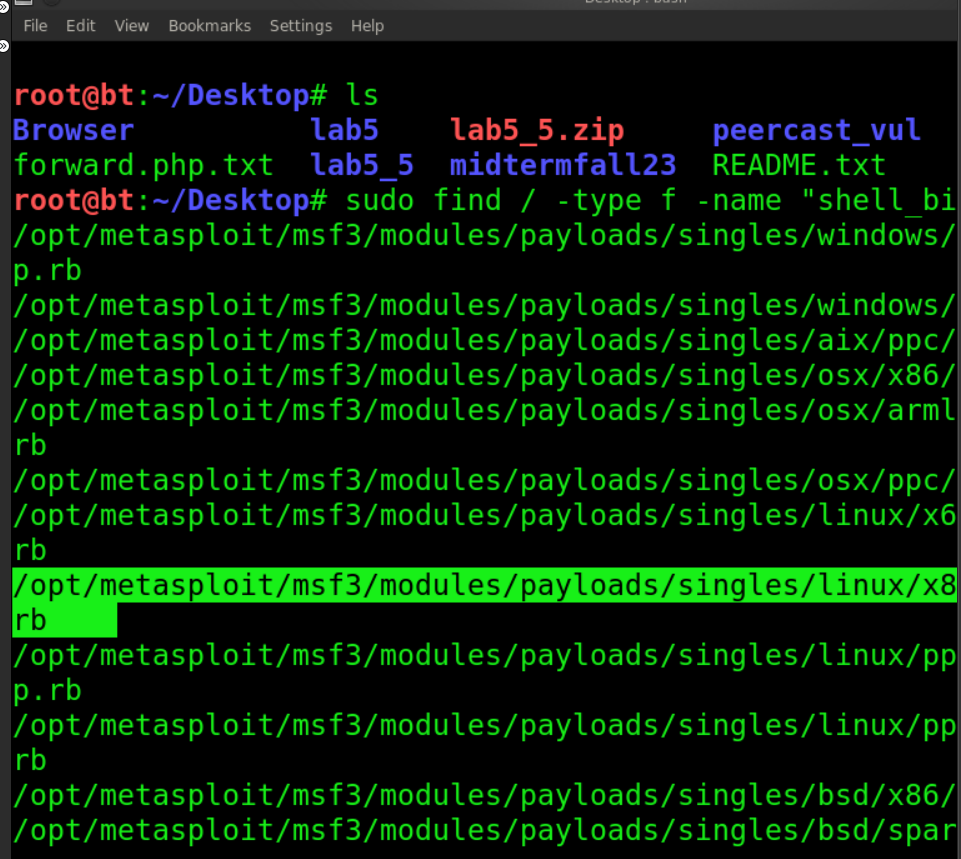 File Edit View Bookmarks Settings Help
root@bt:~/Desktop# ls
Browser lab5 lab5_5.zip peercast_vul
forward.php.txt lab5_5 midtermfall23 README.txt
root@bt:~/Desktop# sudo find / -type f -name "shell_bi
/opt/metasploit/msf3/modules/payloads/singles/windows/
p.rb
/opt/metasploit/msf3/modules/payloads/singles/windows/
/opt/metasploit/msf3/modules/payloads/singles/aix/ppc/
/opt/metasploit/msf3/modules/payloads/singles/osx/x86/
/opt/metasploit/msf3/modules/payloads/singles/osx/arml
rb
/opt/metasploit/msf3/modules/payloads/singles/osx/ppc/
/opt/metasploit/msf3/modules/payloads/singles/linux/x6
rb
/opt/metasploit/msf3/modules/payloads/singles/linux/x8
rb
/opt/metasploit/msf3/modules/payloads/singles/linux/pp
p.rb
/opt/metasploit/msf3/modules/payloads/singles/linux/pp
rb
/opt/metasploit/msf3/modules/payloads/singles/bsd/x86/
/opt/metasploit/msf3/modules/payloads/singles/bsd/spar